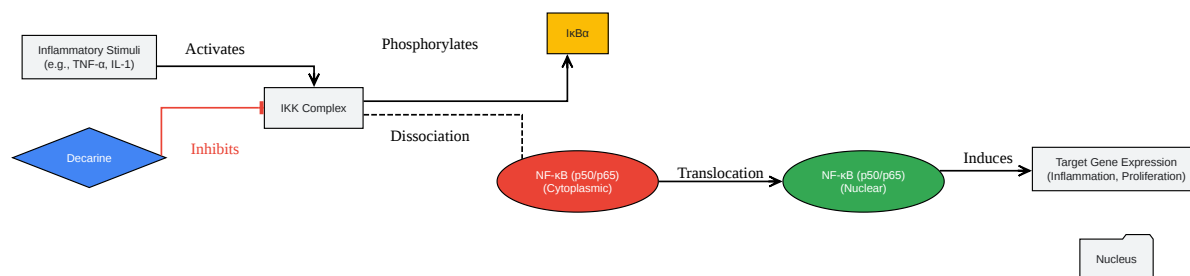 IκBα
Phosphorylates
Inflammatory Stimuli
(e.g., TNF-α, IL-1)
Activates
IKK Complex
Dissociation
Inhibits
Decarine
NF-κB (p50/p65)
(Cytoplasmic)
Translocation
NF-κB (p50/p65)
(Nuclear)
Induces
Target Gene Expression
(Inflammation, Proliferation)
Nucleus